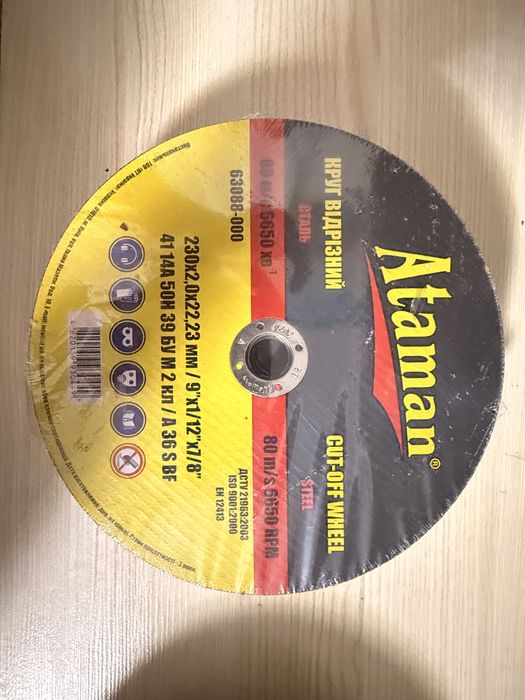 Ataman®
КРУГ ВІДРІЗНИЙ
CUT-OFF WHEEL
СТАЛЬ
STEEL
80 m/s 6650 хв⁻¹
80 m/s 6650 RPM
63088-000
ДСТУ 21963:2003
ISO 9001:2000
EN 12413
230x2,0x22,23 мм / 9"x1/12"x7/8"
41 14А 50Н 39 БУ М 2 кл / A 36 S BF